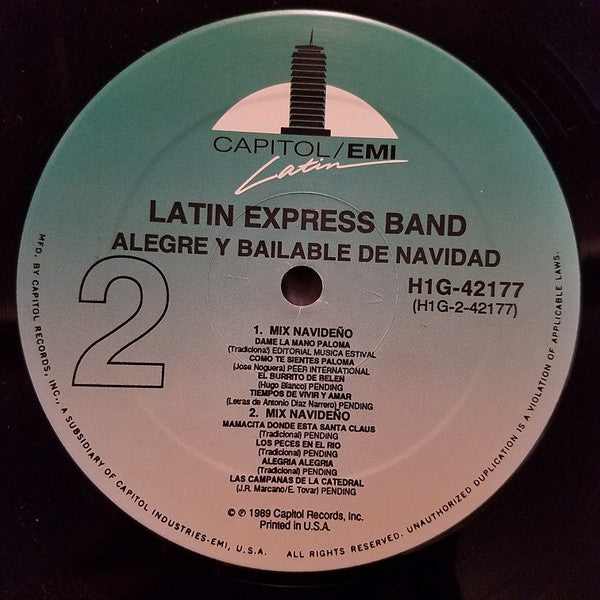 CAPITOL/EMI
Latin
LATIN EXPRESS BAND
ALEGRE Y BAILABLE DE NAVIDAD
2
H1G-42177
(H1G-2-42177)
1. MIX NAVIDEÑO
DAME LA MANO PALOMA
(Tradicional) EDITORIAL MUSICA ESTIVAL
COMO TE SIENTES PALOMA
(Jose Noguera) PEER INTERNATIONAL
EL BURRITO DE BELEN
(Hugo Blanco) PENDING
TIEMPOS DE VIVIR Y AMAR
(Letras de Antonio Diaz Narrero) PENDING
2. MIX NAVIDEÑO
MAMACITA DONDE ESTA SANTA CLAUS
(Tradicional) PENDING
LOS PECES EN EL RIO
(Tradicional) PENDING
ALEGRIA ALEGRIA
(Tradicional) PENDING
LAS CAMPANAS DE LA CATEDRAL
(J.R. Marcano/E. Tovar) PENDING
© ℗ 1989 Capitol Records, Inc.
Printed in U.S.A.
MFD. BY CAPITOL RECORDS, INC., A SUBSIDIARY OF CAPITOL INDUSTRIES-EMI, U.S.A. ALL RIGHTS RESERVED. UNAUTHORIZED DUPLICATION IS A VIOLATION OF APPLICABLE LAWS.